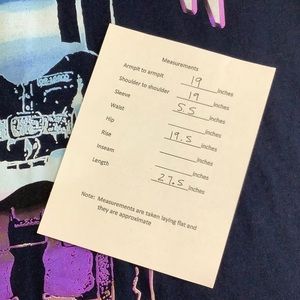 Measurements
Armpit to armpit 19 inches
Shoulder to shoulder 19 inches
Sleeve 5.5 inches
Waist inches
Hip 19.5 inches
Rise inches
Inseam inches
Length 27.5 inches
Note: Measurements are taken laying flat and
they are approximate